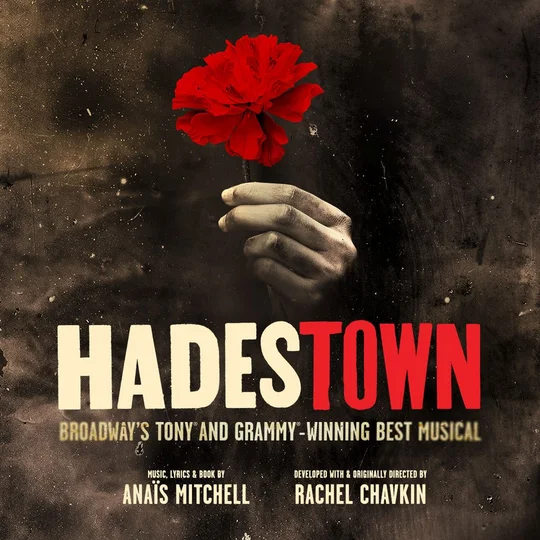 HADESTOWN
BROADWAY'S TONY® AND GRAMMY®-WINNING BEST MUSICAL
MUSIC, LYRICS & BOOK BY
ANAÏS MITCHELL
DEVELOPED WITH & ORIGINALLY DIRECTED BY
RACHEL CHAVKIN